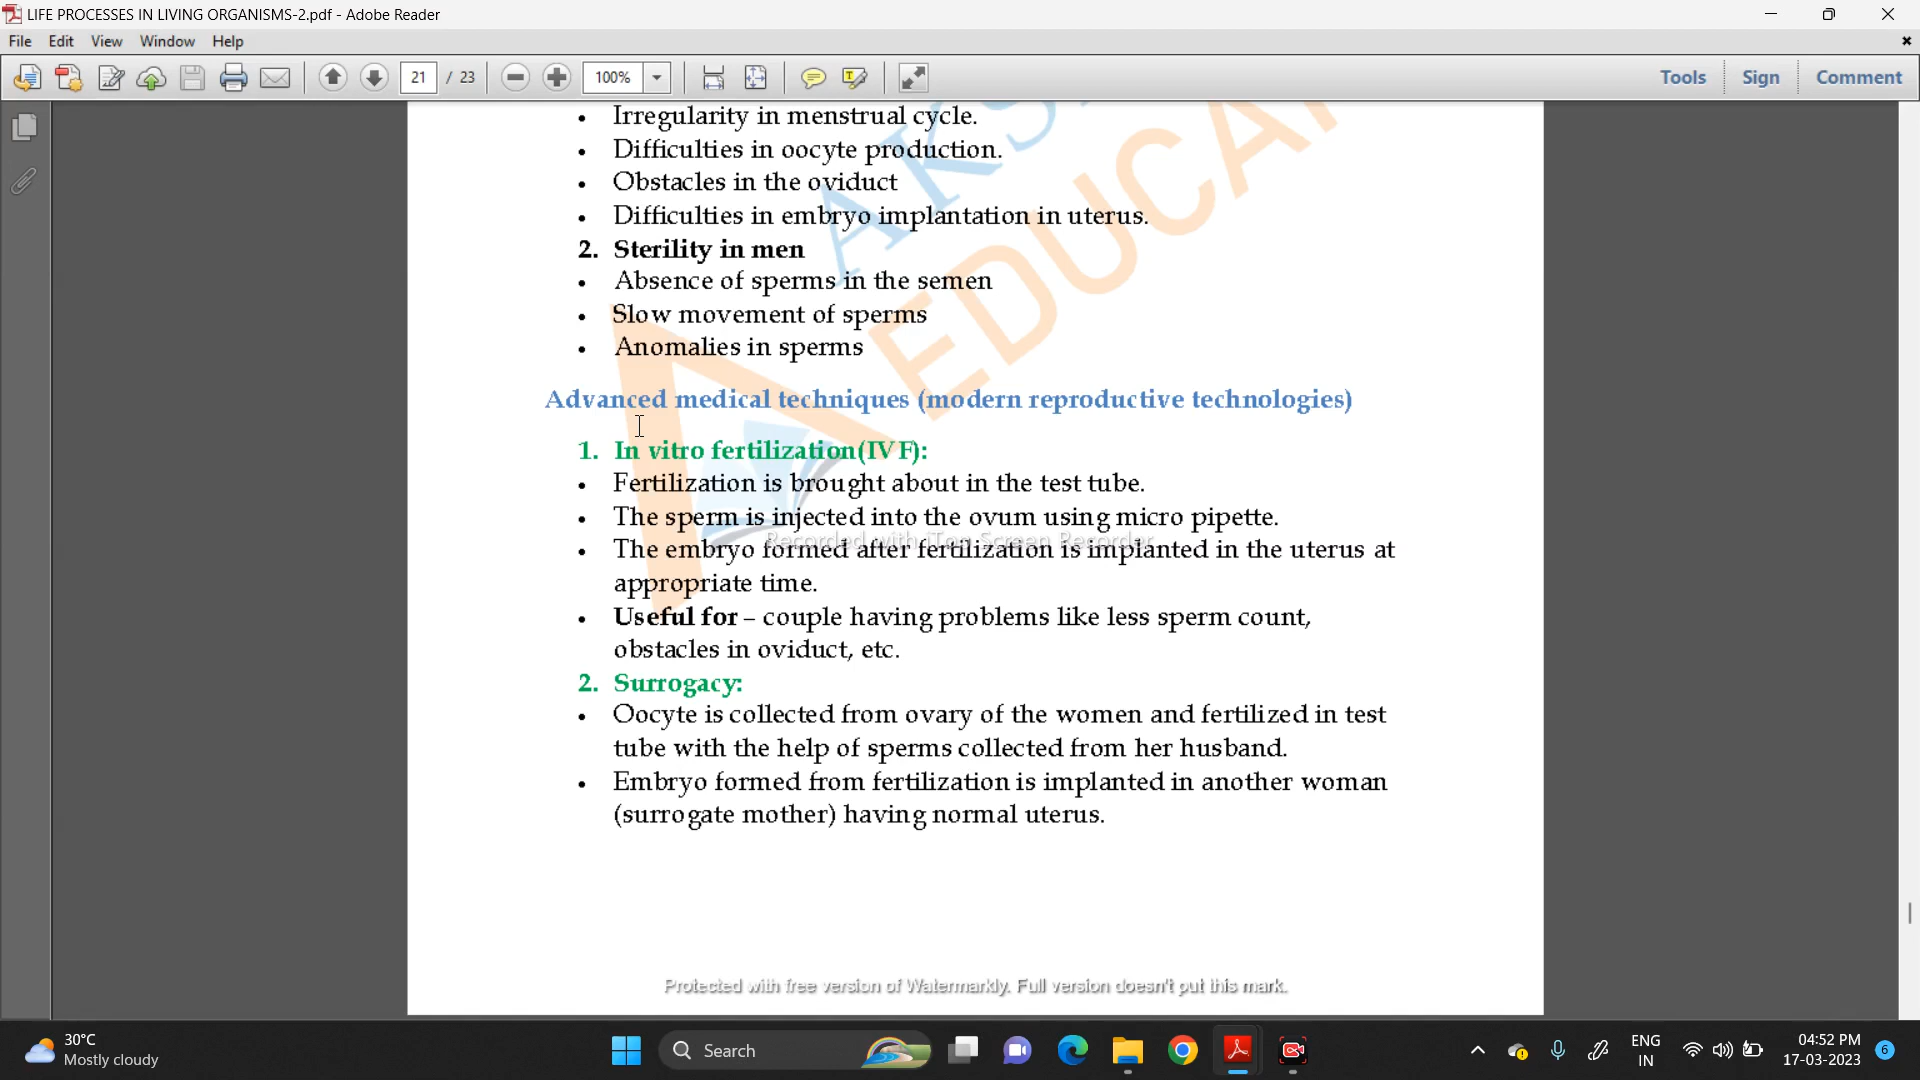 LIFE PROCESSES IN LIVING ORGANISMS-2.pdf - Adobe Reader
File Edit View Window Help
21 / 23 100% Tools Sign Comment
AKS
EDUCA
• Irregularity in menstrual cycle.
• Difficulties in oocyte production.
• Obstacles in the oviduct
• Difficulties in embryo implantation in uterus.
2. Sterility in men
• Absence of sperms in the semen
• Slow movement of sperms
• Anomalies in sperms
Advanced medical techniques (modern reproductive technologies)
1. In vitro fertilization(IVF):
• Fertilization is brought about in the test tube.
• The sperm is injected into the ovum using micro pipette.
Recorded with iTop Screen Recorder
• The embryo formed after fertilization is implanted in the uterus at
appropriate time.
• Useful for – couple having problems like less sperm count,
obstacles in oviduct, etc.
2. Surrogacy:
• Oocyte is collected from ovary of the women and fertilized in test
tube with the help of sperms collected from her husband.
• Embryo formed from fertilization is implanted in another woman
(surrogate mother) having normal uterus.
Protected with free version of Watermarkly. Full version doesn't put this mark.
30°C
Mostly cloudy
Search
ENG
IN
04:52 PM
17-03-2023
6